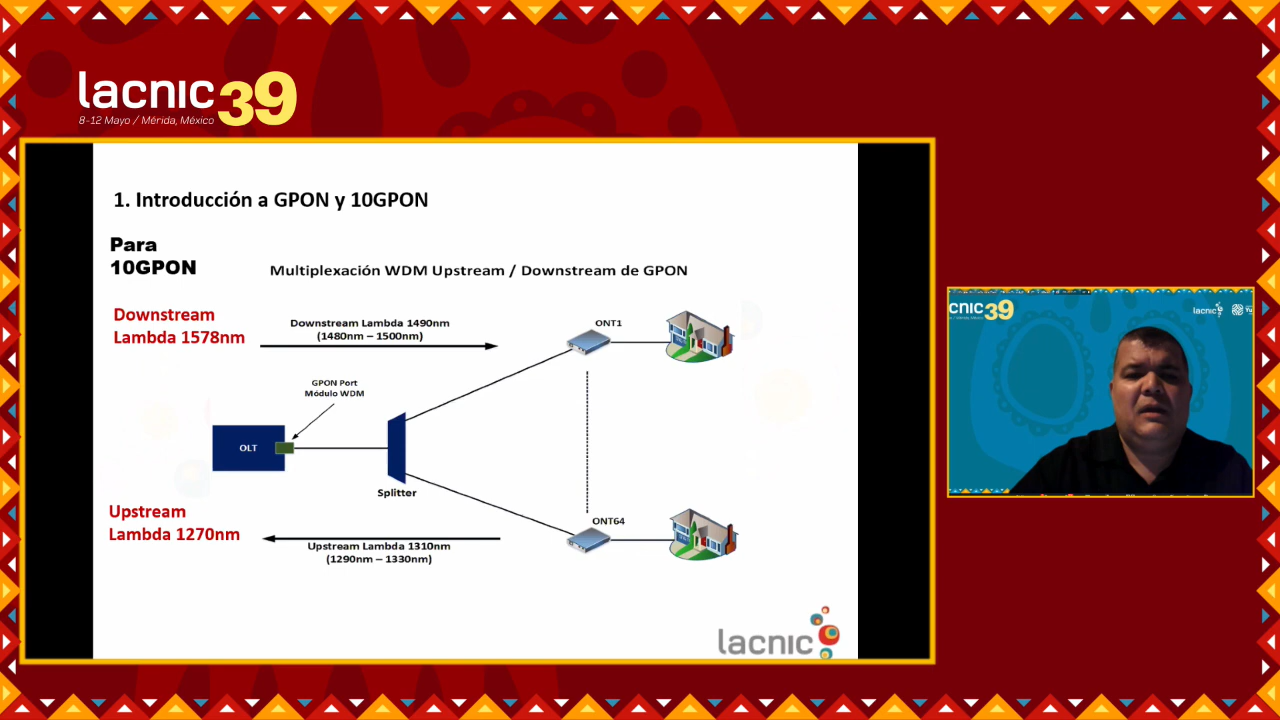 lacnic 39
8-12 Mayo / Mérida, México
1. Introducción a GPON y 10GPON
Para
10GPON
Multiplexación WDM Upstream / Downstream de GPON
Downstream
Lambda 1578nm
Downstream Lambda 1490nm
(1480nm – 1500nm)
ONT1
GPON Port
Módulo WDM
OLT
Splitter
Upstream
Lambda 1270nm
ONT64
Upstream Lambda 1310nm
(1290nm – 1330nm)
lacnic
cnic39
lacnic